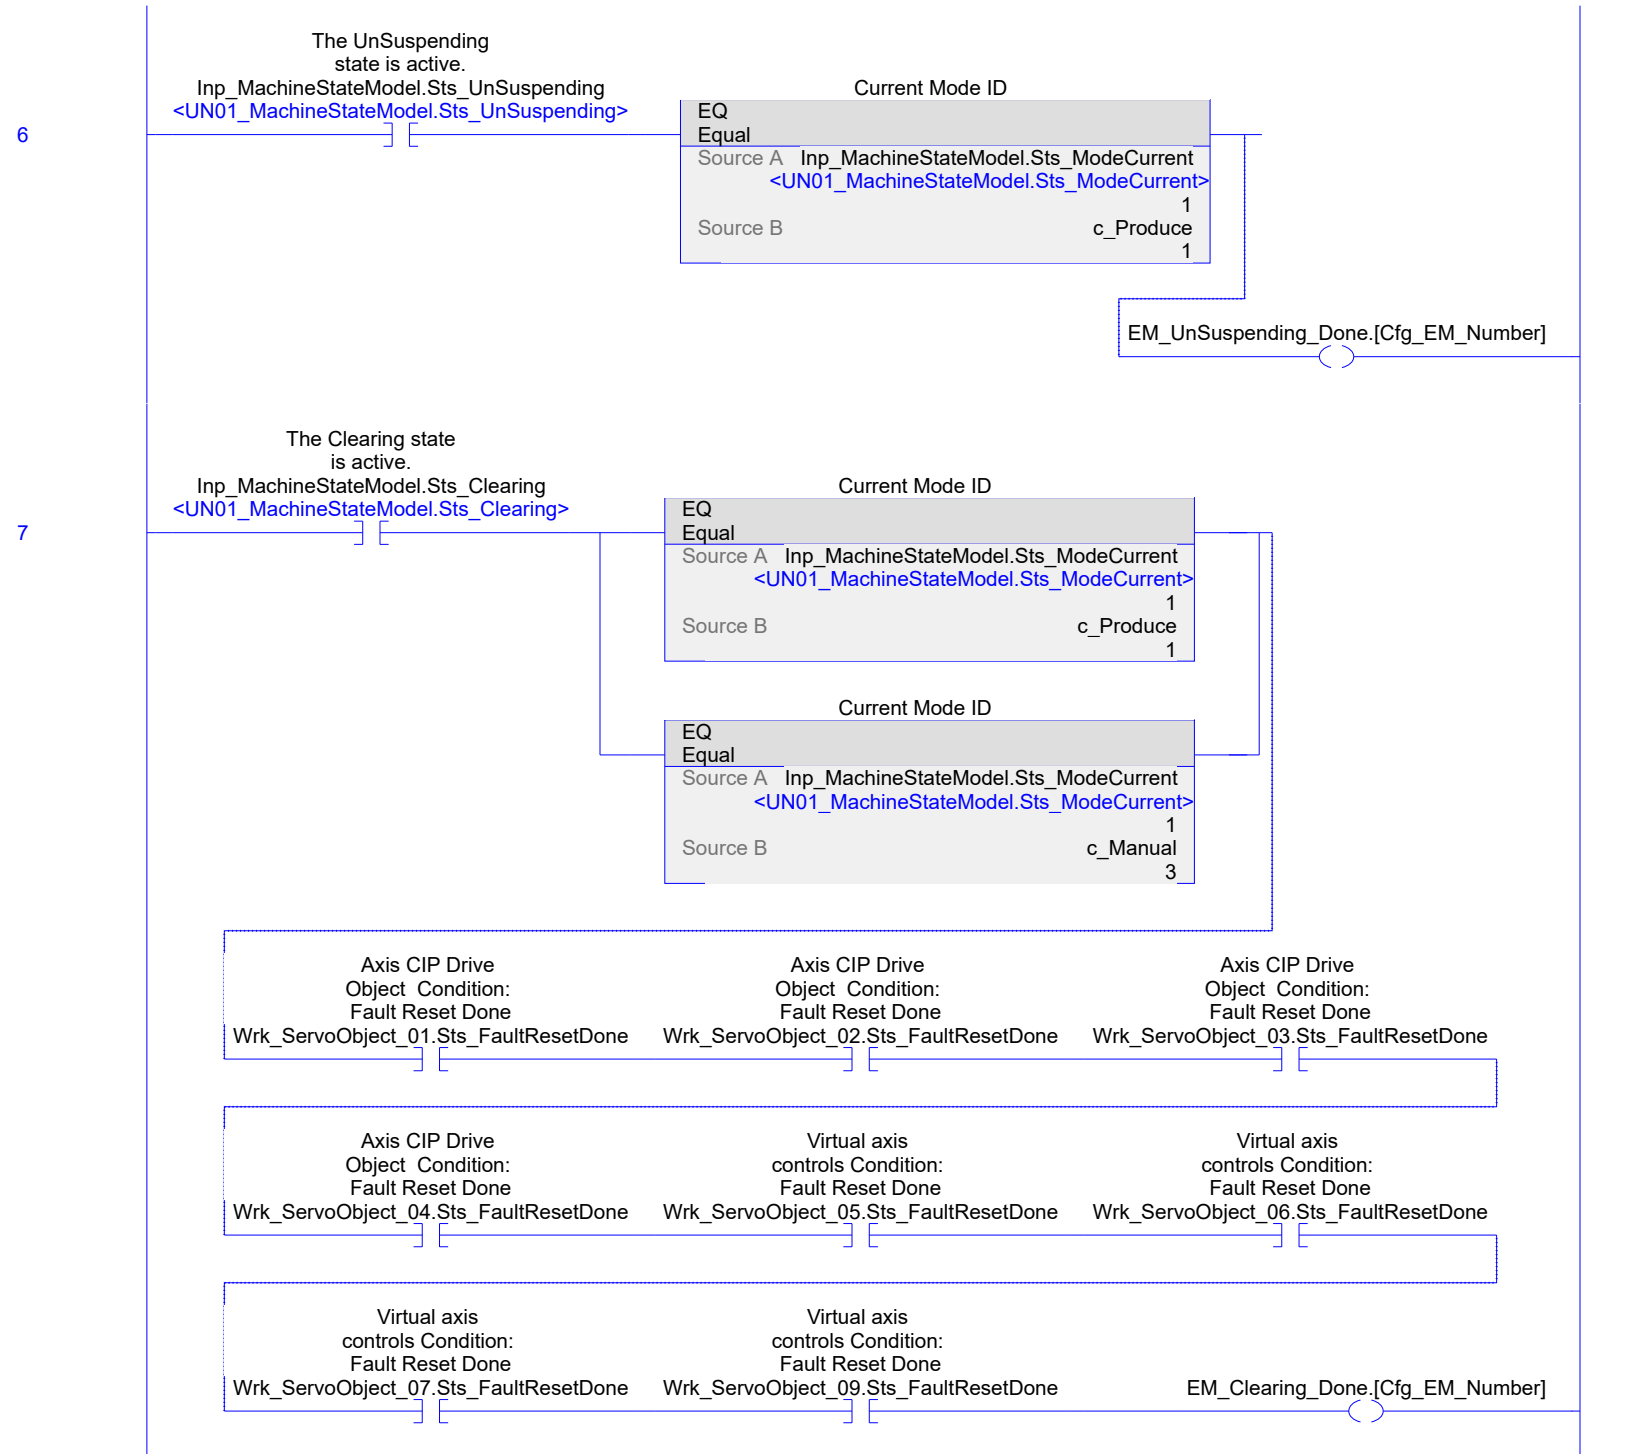 The UnSuspending
state is active.
Inp_MachineStateModel.Sts_UnSuspending
<UN01_MachineStateModel.Sts_UnSuspending>
6
Current Mode ID
EQ
Equal
Source A Inp_MachineStateModel.Sts_ModeCurrent
<UN01_MachineStateModel.Sts_ModeCurrent>
1
Source B c_Produce
1
EM_UnSuspending_Done.[Cfg_EM_Number]
The Clearing state
is active.
Inp_MachineStateModel.Sts_Clearing
<UN01_MachineStateModel.Sts_Clearing>
7
Current Mode ID
EQ
Equal
Source A Inp_MachineStateModel.Sts_ModeCurrent
<UN01_MachineStateModel.Sts_ModeCurrent>
1
Source B c_Produce
1
Current Mode ID
EQ
Equal
Source A Inp_MachineStateModel.Sts_ModeCurrent
<UN01_MachineStateModel.Sts_ModeCurrent>
1
Source B c_Manual
3
Axis CIP Drive
Object Condition:
Fault Reset Done
Wrk_ServoObject_01.Sts_FaultResetDone
Axis CIP Drive
Object Condition:
Fault Reset Done
Wrk_ServoObject_02.Sts_FaultResetDone
Axis CIP Drive
Object Condition:
Fault Reset Done
Wrk_ServoObject_03.Sts_FaultResetDone
Axis CIP Drive
Object Condition:
Fault Reset Done
Wrk_ServoObject_04.Sts_FaultResetDone
Virtual axis
controls Condition:
Fault Reset Done
Wrk_ServoObject_05.Sts_FaultResetDone
Virtual axis
controls Condition:
Fault Reset Done
Wrk_ServoObject_06.Sts_FaultResetDone
Virtual axis
controls Condition:
Fault Reset Done
Wrk_ServoObject_07.Sts_FaultResetDone
Virtual axis
controls Condition:
Fault Reset Done
Wrk_ServoObject_09.Sts_FaultResetDone
EM_Clearing_Done.[Cfg_EM_Number]